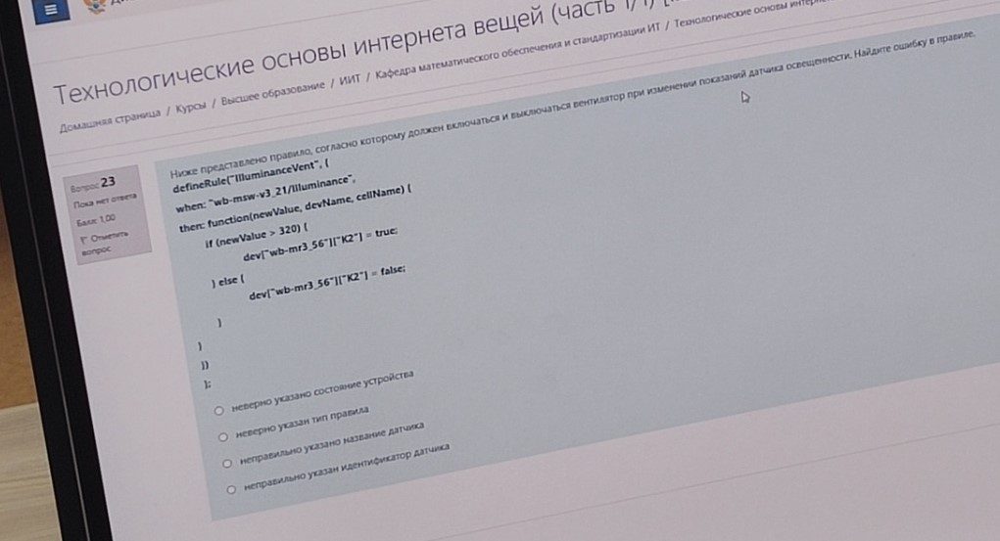 Технологические основы интернета вещей (часть 1/1)
Домашняя страница / Курсы / Высшее образование / ИИТ / Кафедра математического обеспечения и стандартизации ИТ / Технологические основы
Вопрос 23
Пока нет ответа
Балл: 1,00
Отметить
вопрос
Ниже представлено правило, согласно которому должен включаться и выключаться вентилятор при изменении показаний датчика освещенности. Найдите ошибку в правиле.
defineRule("IlluminanceVent", {
when: "wb-msw-v3_21/Illuminance",
then: function(newValue, devName, cellName) {
if (newValue > 320) {
dev["wb-mr3_56"]["K2"] = true;
} else {
dev["wb-mr3_56"]["K2"] = false;
}
}
})
};
неверно указано состояние устройства
неверно указан тип правила
неправильно указано название датчика
неправильно указан идентификатор датчика